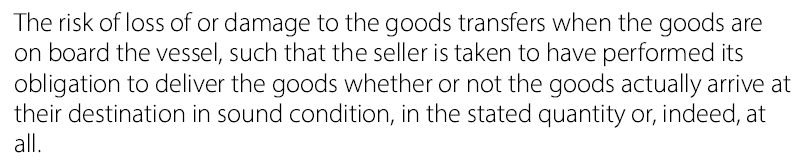 The risk of loss of or damage to the goods transfers when the goods are
on board the vessel, such that the seller is taken to have performed its
obligation to deliver the goods whether or not the goods actually arrive at
their destination in sound condition, in the stated quantity or, indeed, at
all.